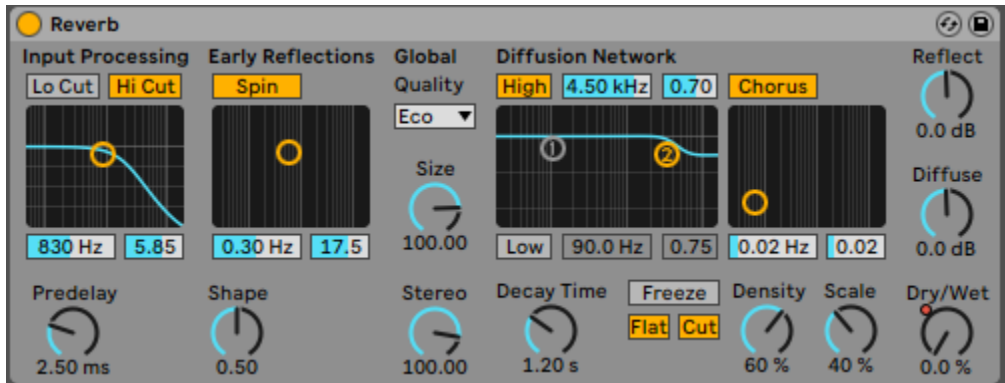 Reverb
Input Processing Early Reflections Global Diffusion Network Reflect
Lo Cut Hi Cut Spin Quality High 4.50 kHz 0.70 Chorus
Eco
0.0 dB
1 2
Size Diffuse
100.00
830 Hz 5.85 0.30 Hz 17.5 Low 90.0 Hz 0.75 0.02 Hz 0.02 0.0 dB
Predelay Shape Stereo Decay Time Freeze Density Scale Dry/Wet
Flat Cut
2.50 ms 0.50 100.00 1.20 s 60 % 40 % 0.0 %